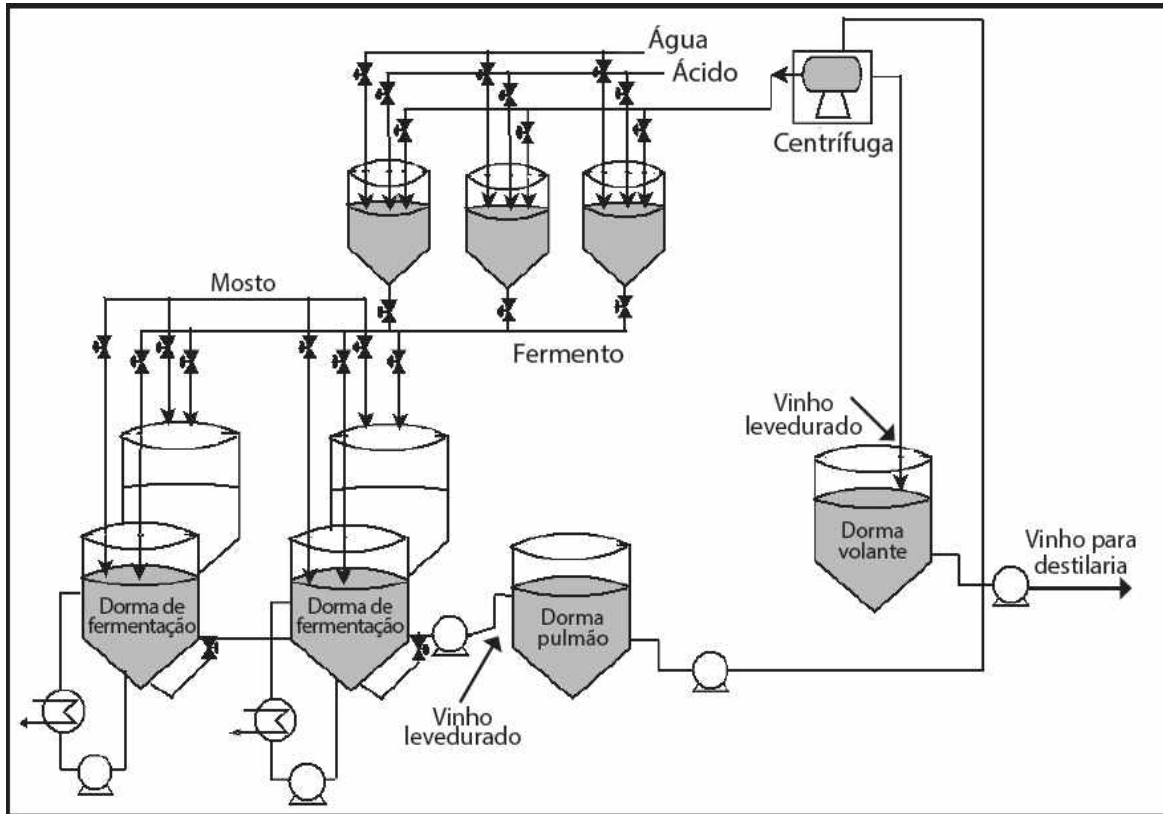 Água
Ácido
Centrífuga
Mosto
Fermento
Vinho
levedurado
Dorma
volante
Vinho para
destilaria
Dorma de
fermentação
Dorma de
fermentação
Dorma
pulmão
Vinho
levedurado